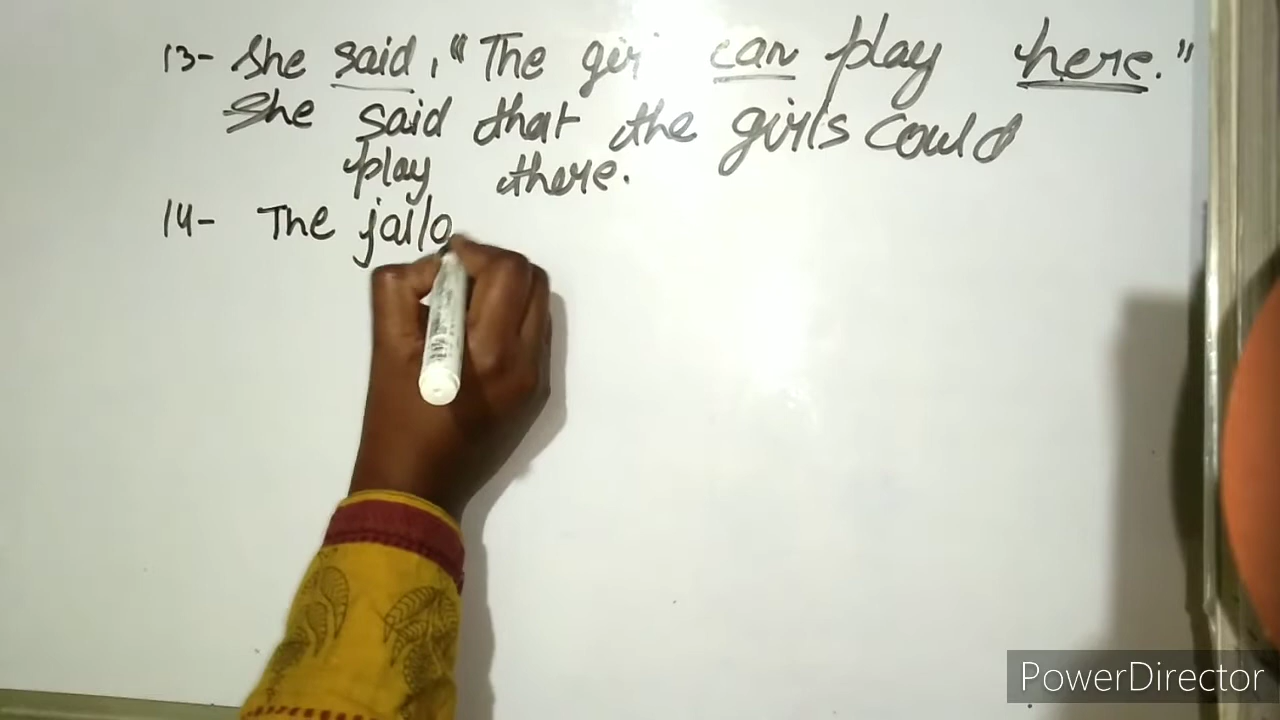 13- She said, "The girl can play here."
She said that the girls could
play there.
14- The jailo
PowerDirector